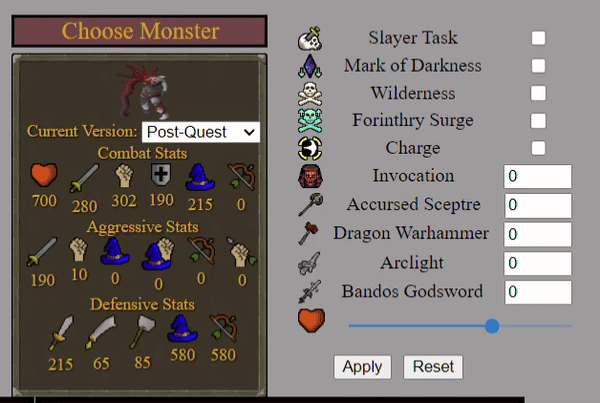 Choose Monster
Current Version: Post-Quest
Combat Stats
700 280 302 190 215 0
Aggressive Stats
190 10 0 0 0 0
Defensive Stats
215 65 85 580 580
Slayer Task
Mark of Darkness
Wilderness
Forinthry Surge
Charge
Invocation 0
Accursed Sceptre 0
Dragon Warhammer 0
Arclight 0
Bandos Godsword 0
Apply Reset